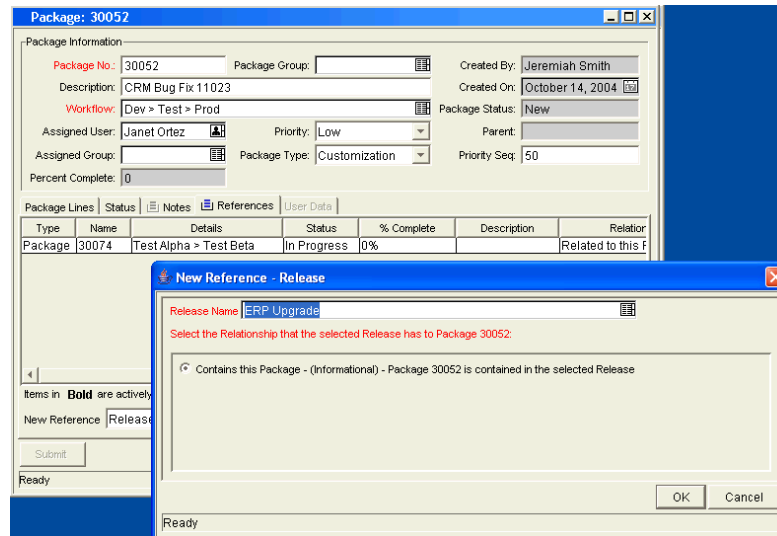 Package: 30052
Package Information
Package No.: 30052 Package Group: Created By: Jeremiah Smith
Description: CRM Bug Fix 11023 Created On: October 14, 2004
Workflow: Dev > Test > Prod Package Status: New
Assigned User: Janet Ortez Priority: Low Parent:
Assigned Group: Package Type: Customization Priority Seq: 50
Percent Complete: 0
Package Lines Status Notes References User Data
Type Name Details Status % Complete Description Relation
Package 30074 Test Alpha > Test Beta In Progress 0% Related to this P
New Reference - Release
Release Name ERP Upgrade
Select the Relationship that the selected Release has to Package 30052:
Contains this Package - (Informational) - Package 30052 is contained in the selected Release
Items in Bold are actively
New Reference Release
Submit
Ready
OK Cancel
Ready